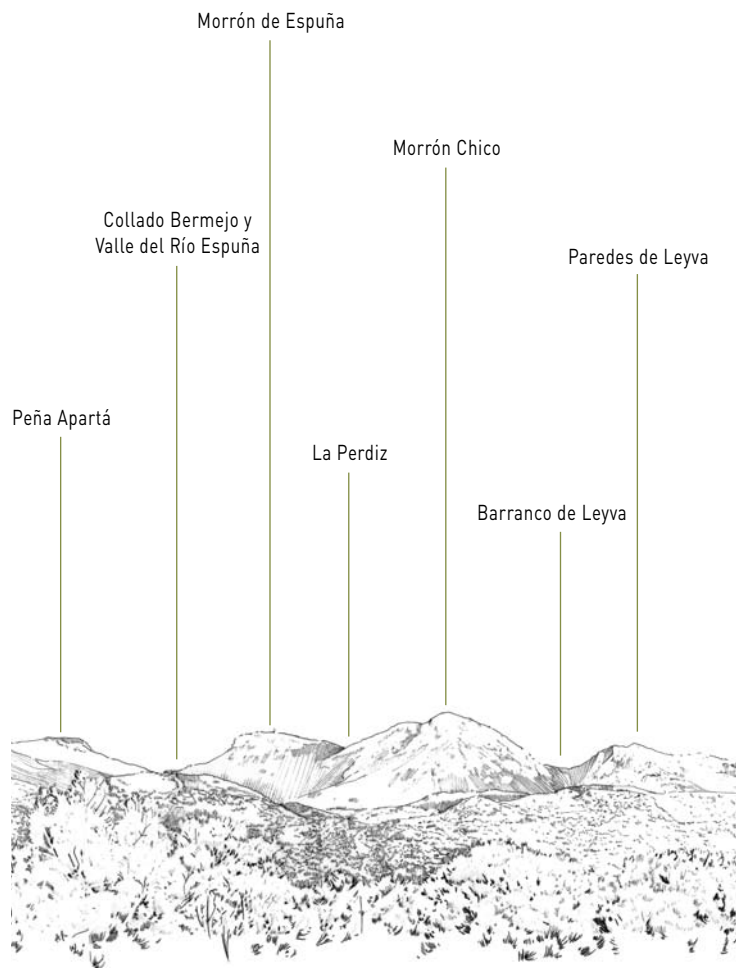 Morrón de Espuña
Morrón Chico
Collado Bermejo y
Valle del Río Espuña
Paredes de Leyva
Peña Apartá
La Perdiz
Barranco de Leyva